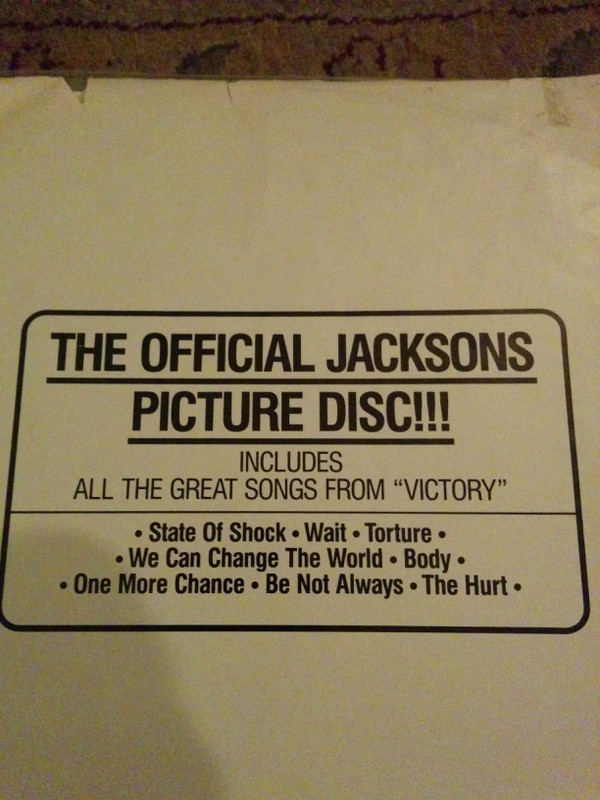 THE OFFICIAL JACKSONS
PICTURE DISC!!!
INCLUDES
ALL THE GREAT SONGS FROM “VICTORY”
• State Of Shock • Wait • Torture •
• We Can Change The World • Body •
• One More Chance • Be Not Always • The Hurt •